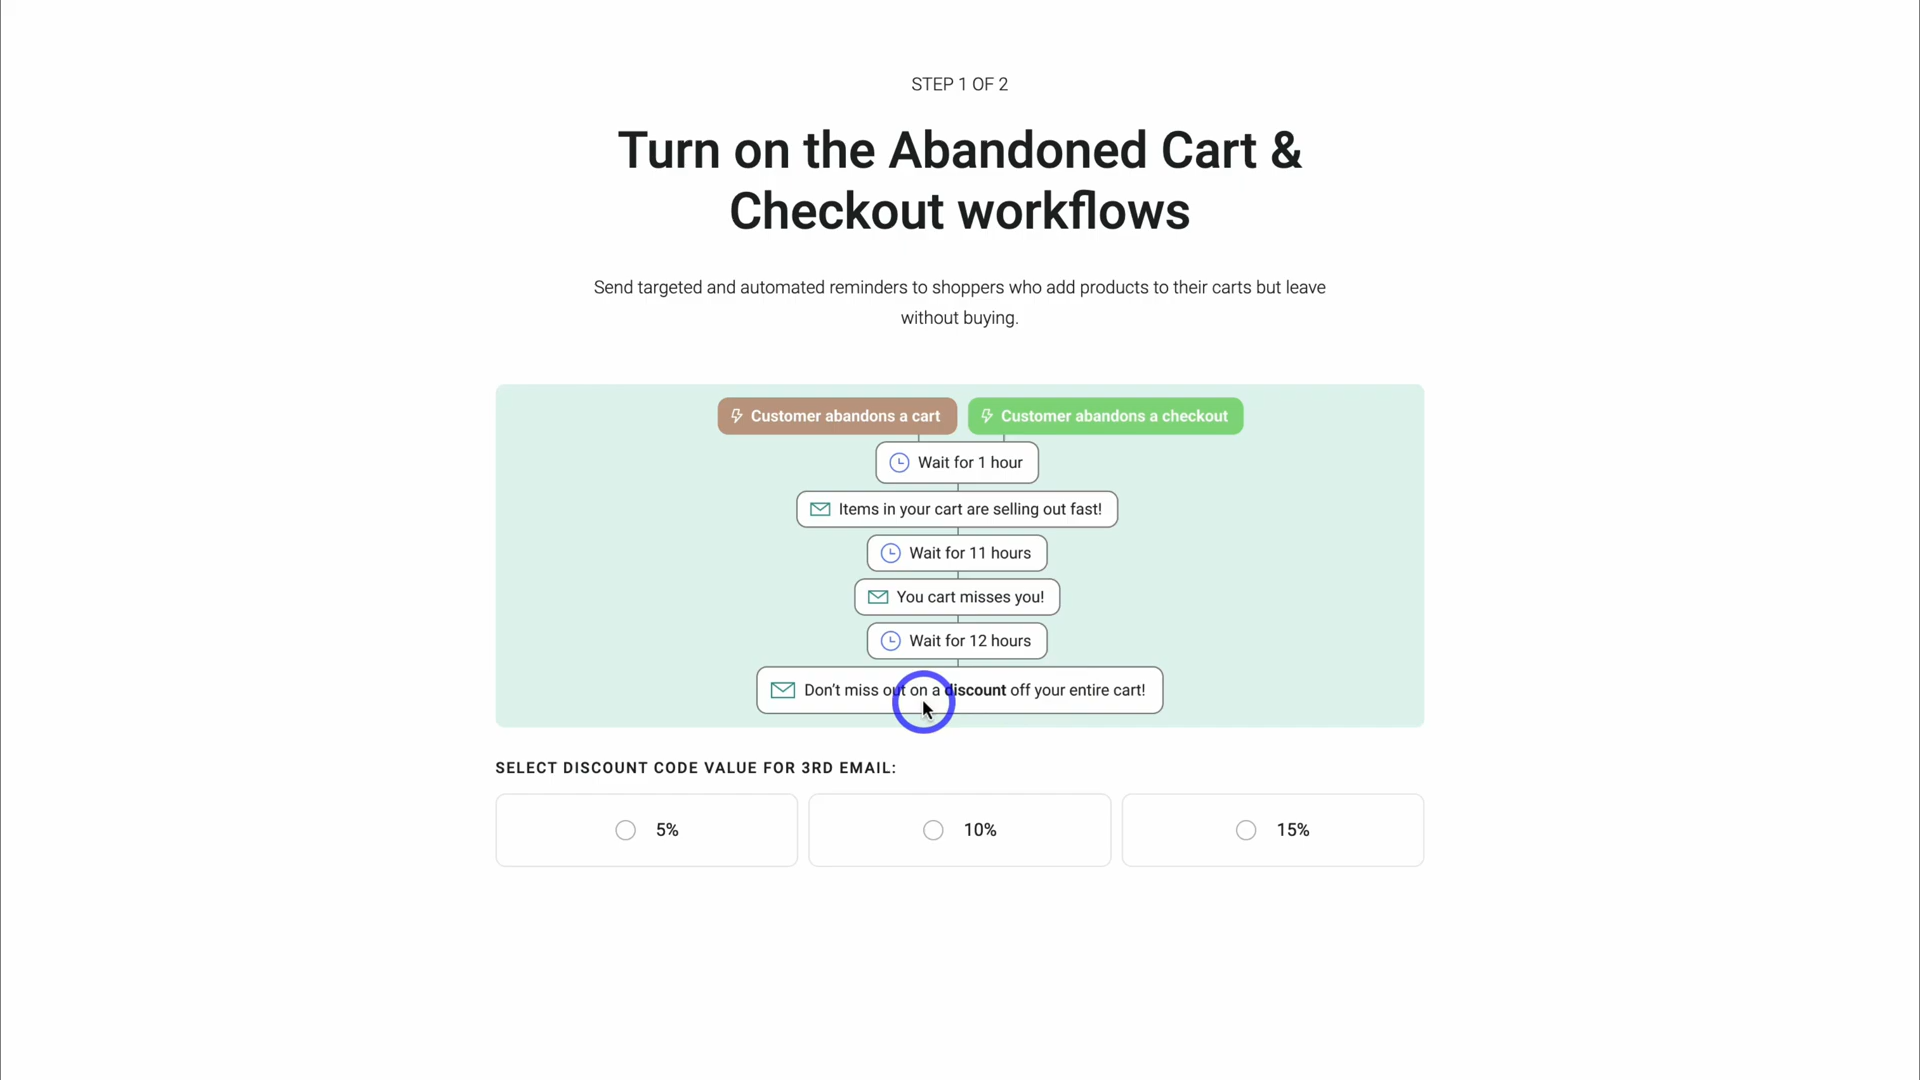 STEP 1 OF 2
Turn on the Abandoned Cart &
Checkout workflows
Send targeted and automated reminders to shoppers who add products to their carts but leave
without buying.
Customer abandons a cart
Customer abandons a checkout
Wait for 1 hour
Items in your cart are selling out fast!
Wait for 11 hours
You cart misses you!
Wait for 12 hours
Don't miss out on a discount off your entire cart!
SELECT DISCOUNT CODE VALUE FOR 3RD EMAIL:
5%
10%
15%